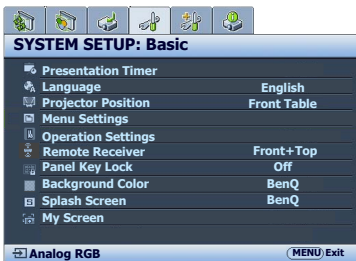 SYSTEM SETUP: Basic
Presentation Timer
Language English
Projector Position Front Table
Menu Settings
Operation Settings
Remote Receiver Front+Top
Panel Key Lock Off
Background Color BenQ
Splash Screen BenQ
My Screen
Analog RGB MENU Exit